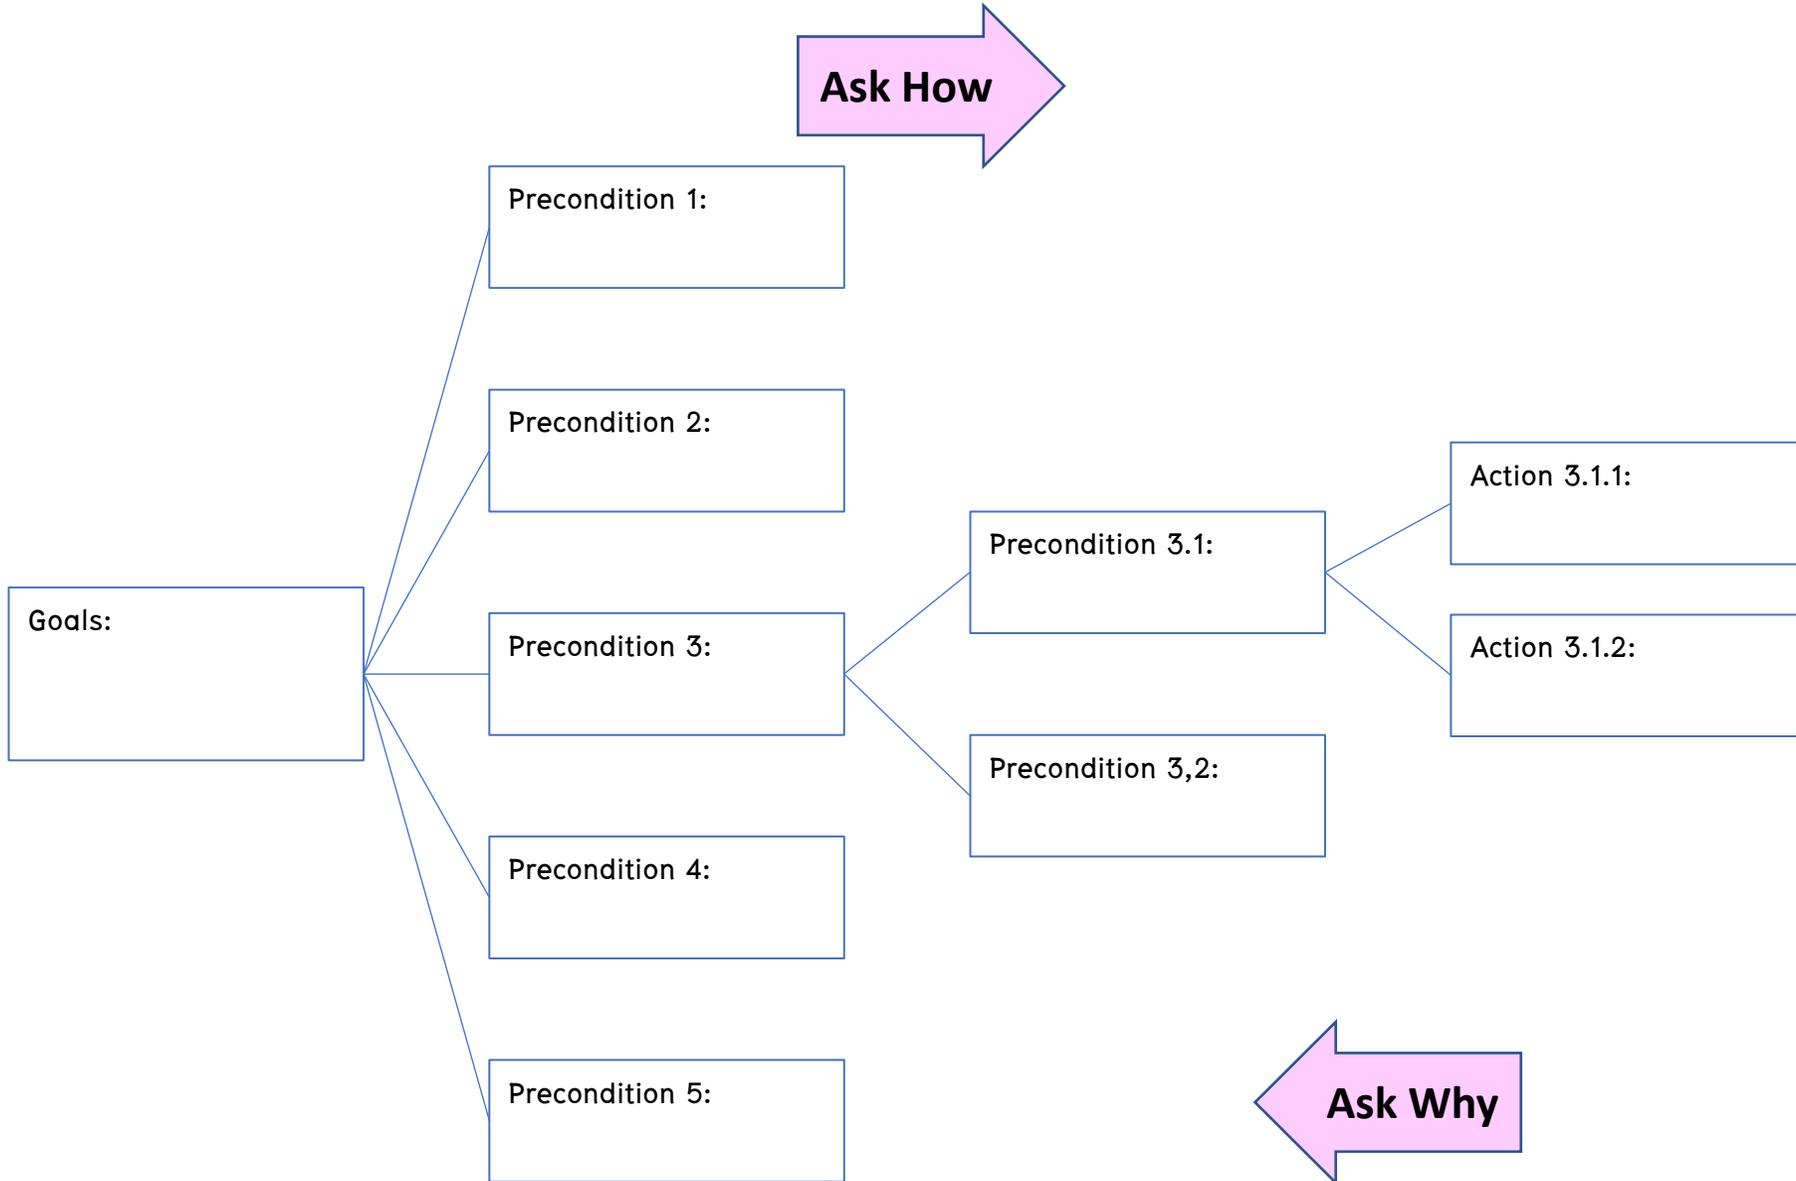 Ask How
Precondition 1:
Precondition 2:
Action 3.1.1:
Precondition 3.1:
Goals:
Precondition 3:
Action 3.1.2:
Precondition 3,2:
Precondition 4:
Precondition 5:
Ask Why